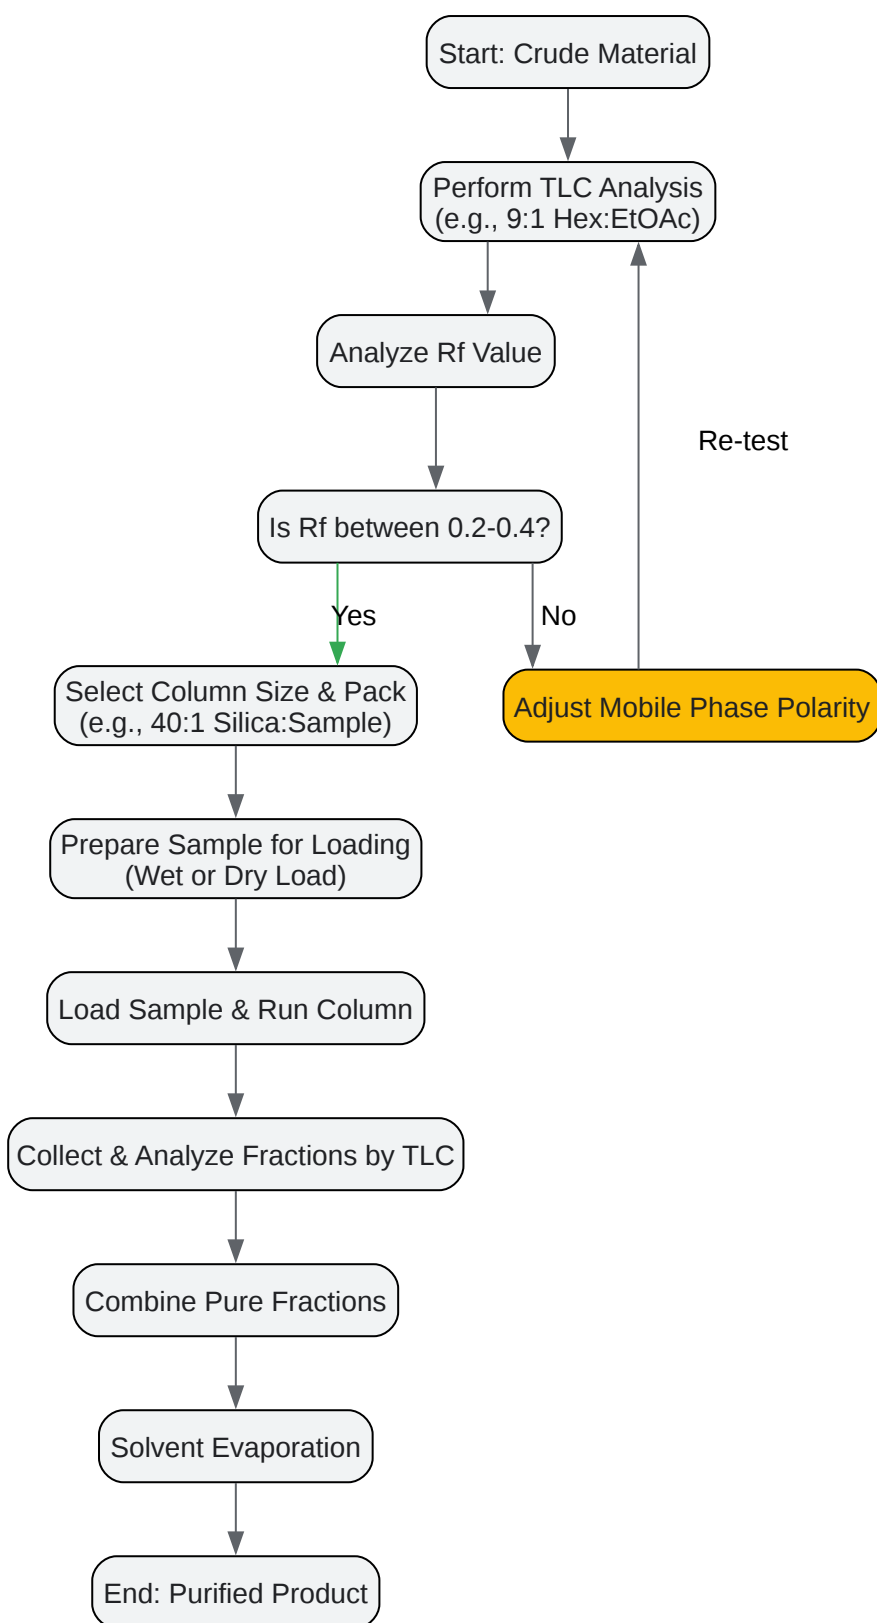 Start: Crude Material
Perform TLC Analysis
(e.g., 9:1 Hex:EtOAc)
Analyze Rf Value
Re-test
Is Rf between 0.2-0.4?
Yes
No
Select Column Size & Pack
(e.g., 40:1 Silica:Sample)
Adjust Mobile Phase Polarity
Prepare Sample for Loading
(Wet or Dry Load)
Load Sample & Run Column
Collect & Analyze Fractions by TLC
Combine Pure Fractions
Solvent Evaporation
End: Purified Product